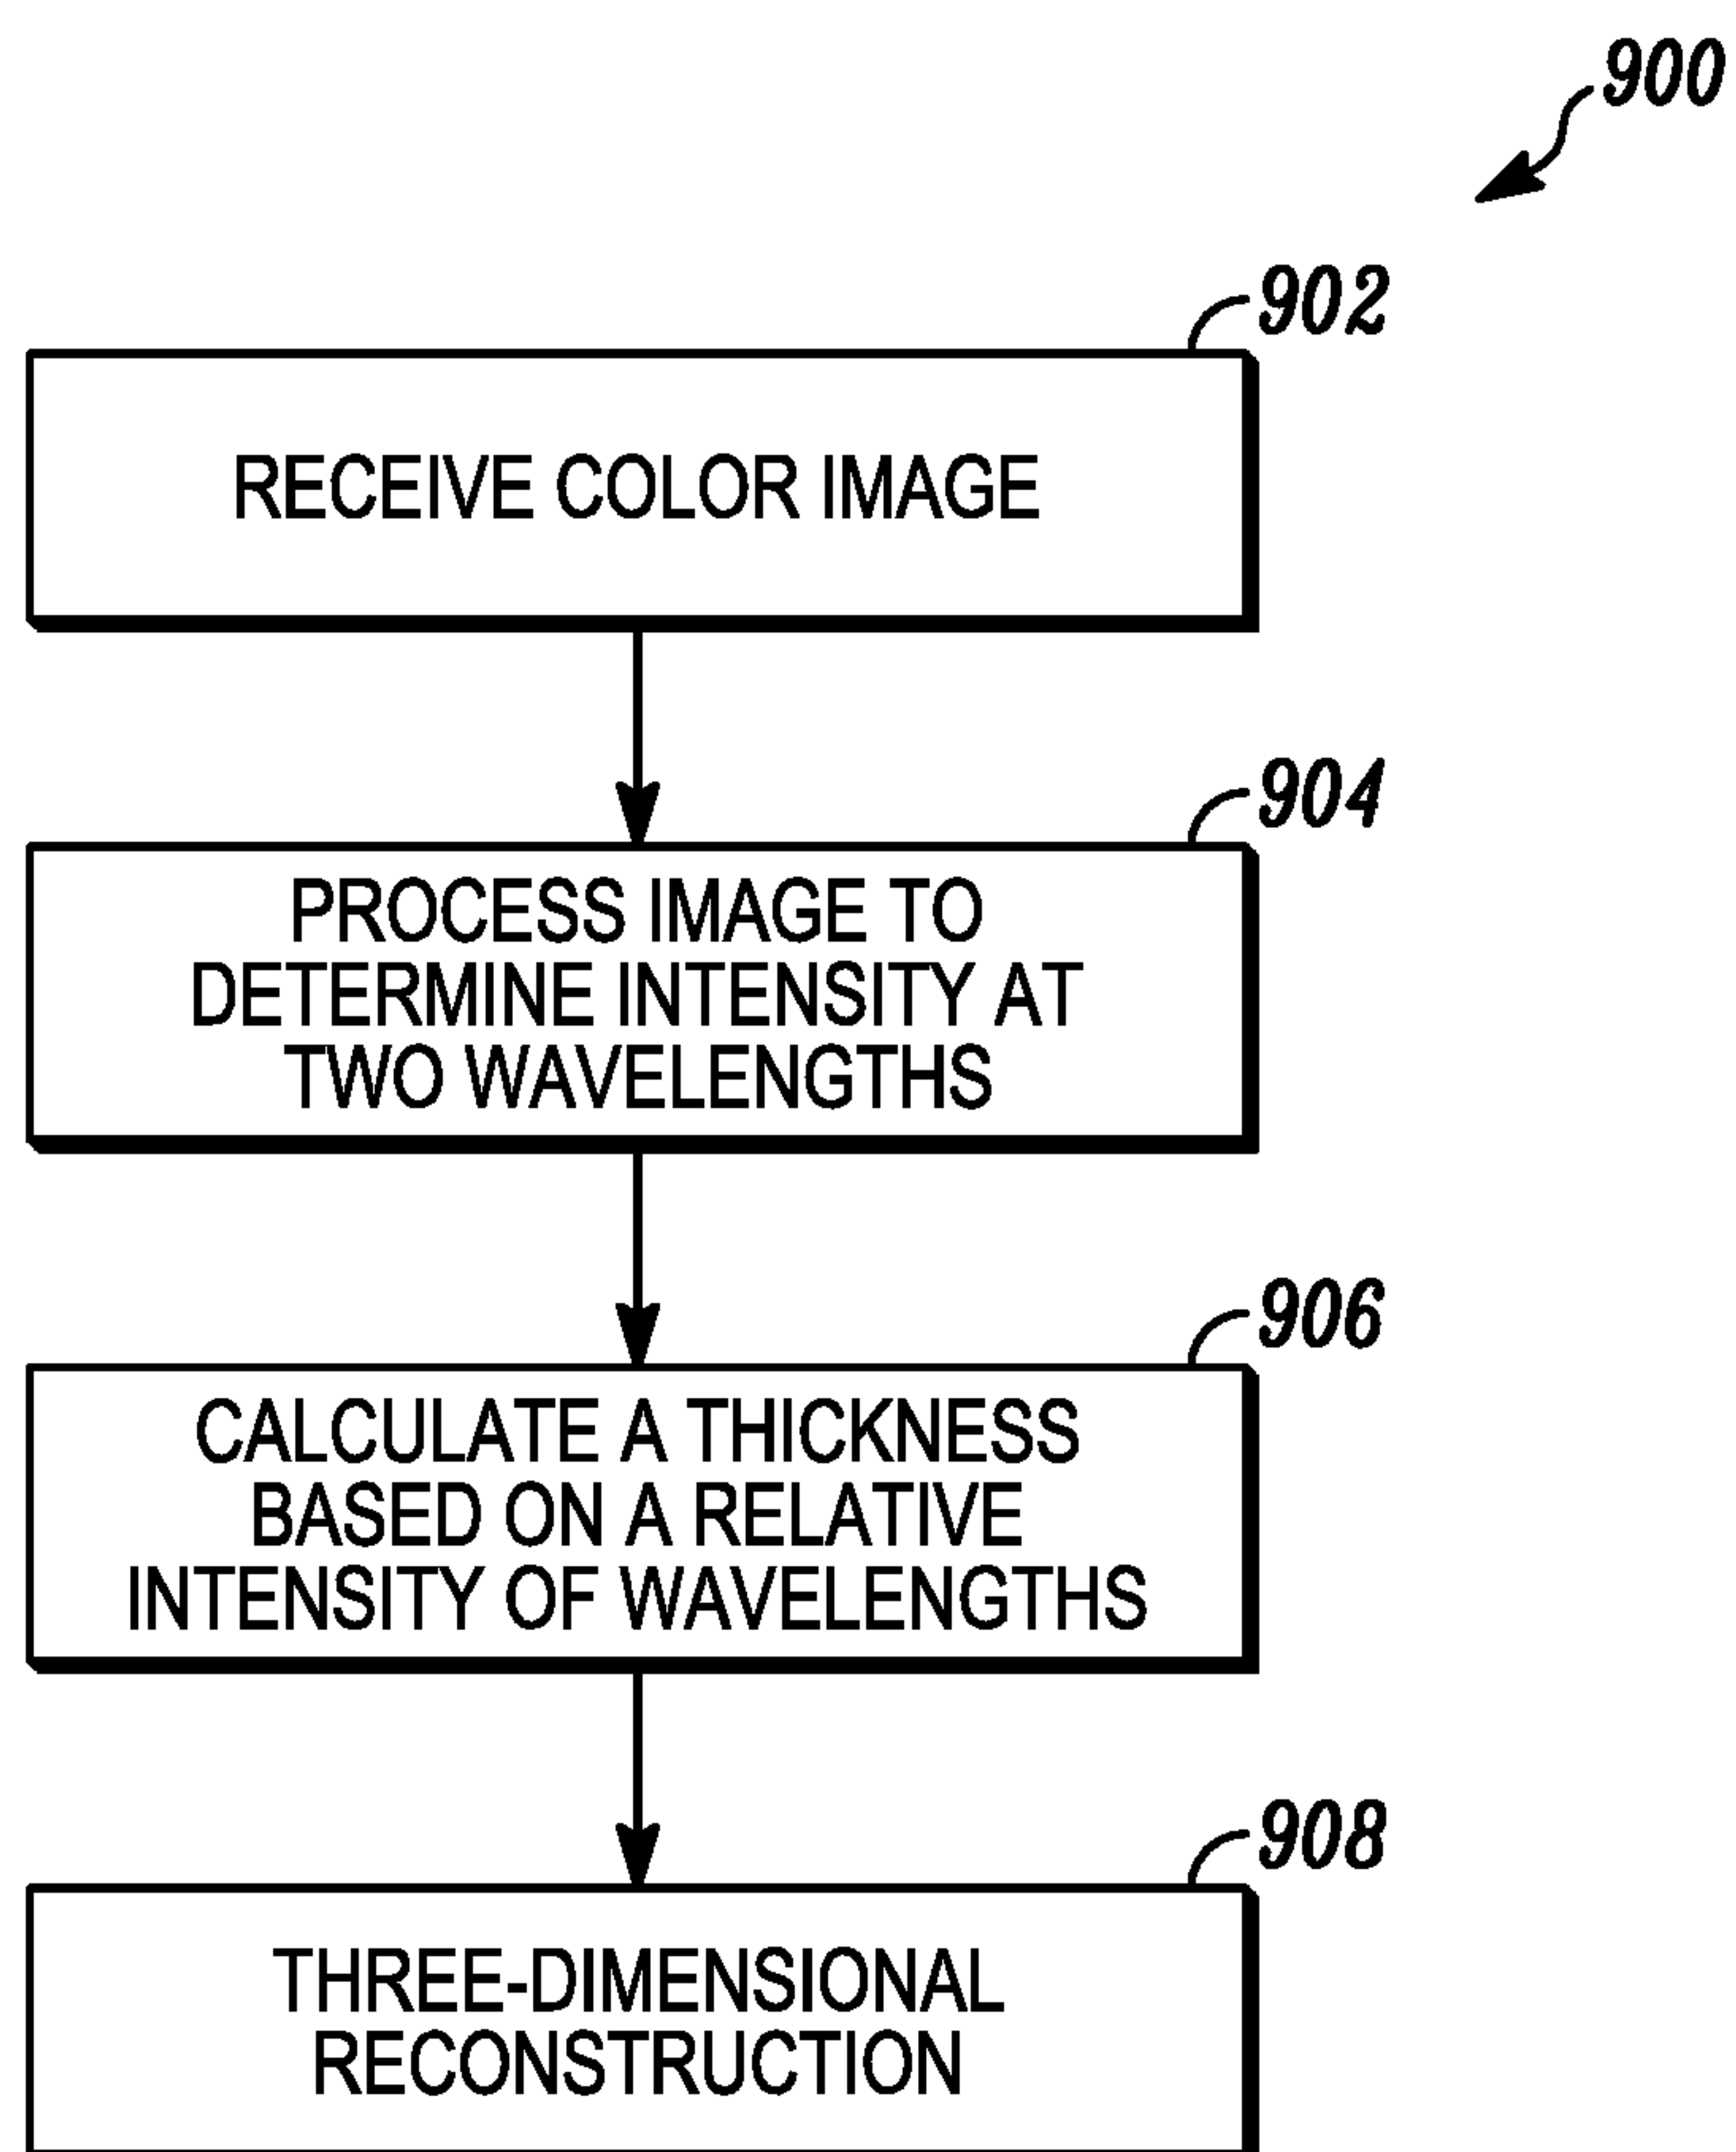 900
902
RECEIVE COLOR IMAGE
904
PROCESS IMAGE TO
DETERMINE INTENSITY AT
TWO WAVELENGTHS
906
CALCULATE A THICKNESS
BASED ON A RELATIVE
INTENSITY OF WAVELENGTHS
908
THREE-DIMENSIONAL
RECONSTRUCTION